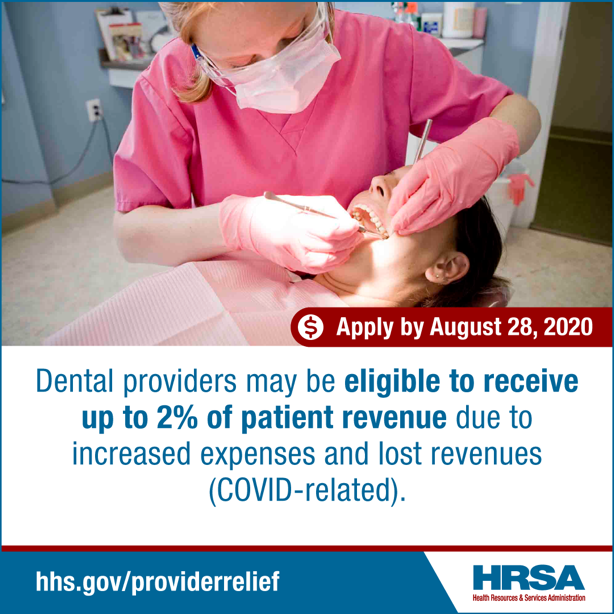 $ Apply by August 28, 2020
Dental providers may be eligible to receive
up to 2% of patient revenue due to
increased expenses and lost revenues
(COVID-related).
hhs.gov/providerrelief
HRSA
Health Resources & Services Administration